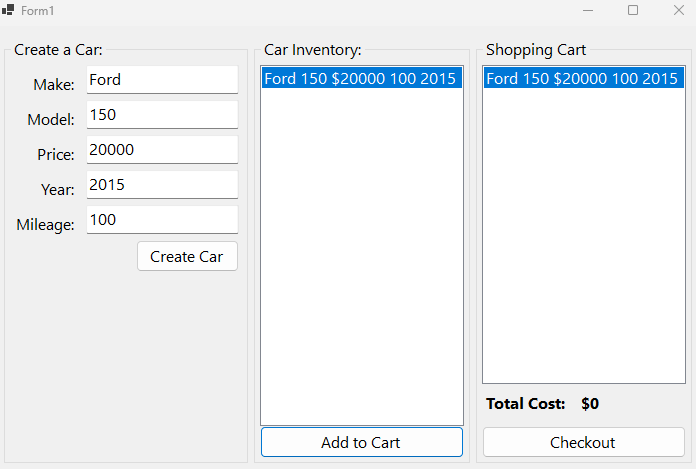 Form1
Create a Car:
Make: Ford
Model: 150
Price: 20000
Year: 2015
Mileage: 100
Create Car
Car Inventory:
Ford 150 $20000 100 2015
Add to Cart
Shopping Cart
Ford 150 $20000 100 2015
Total Cost: $0
Checkout